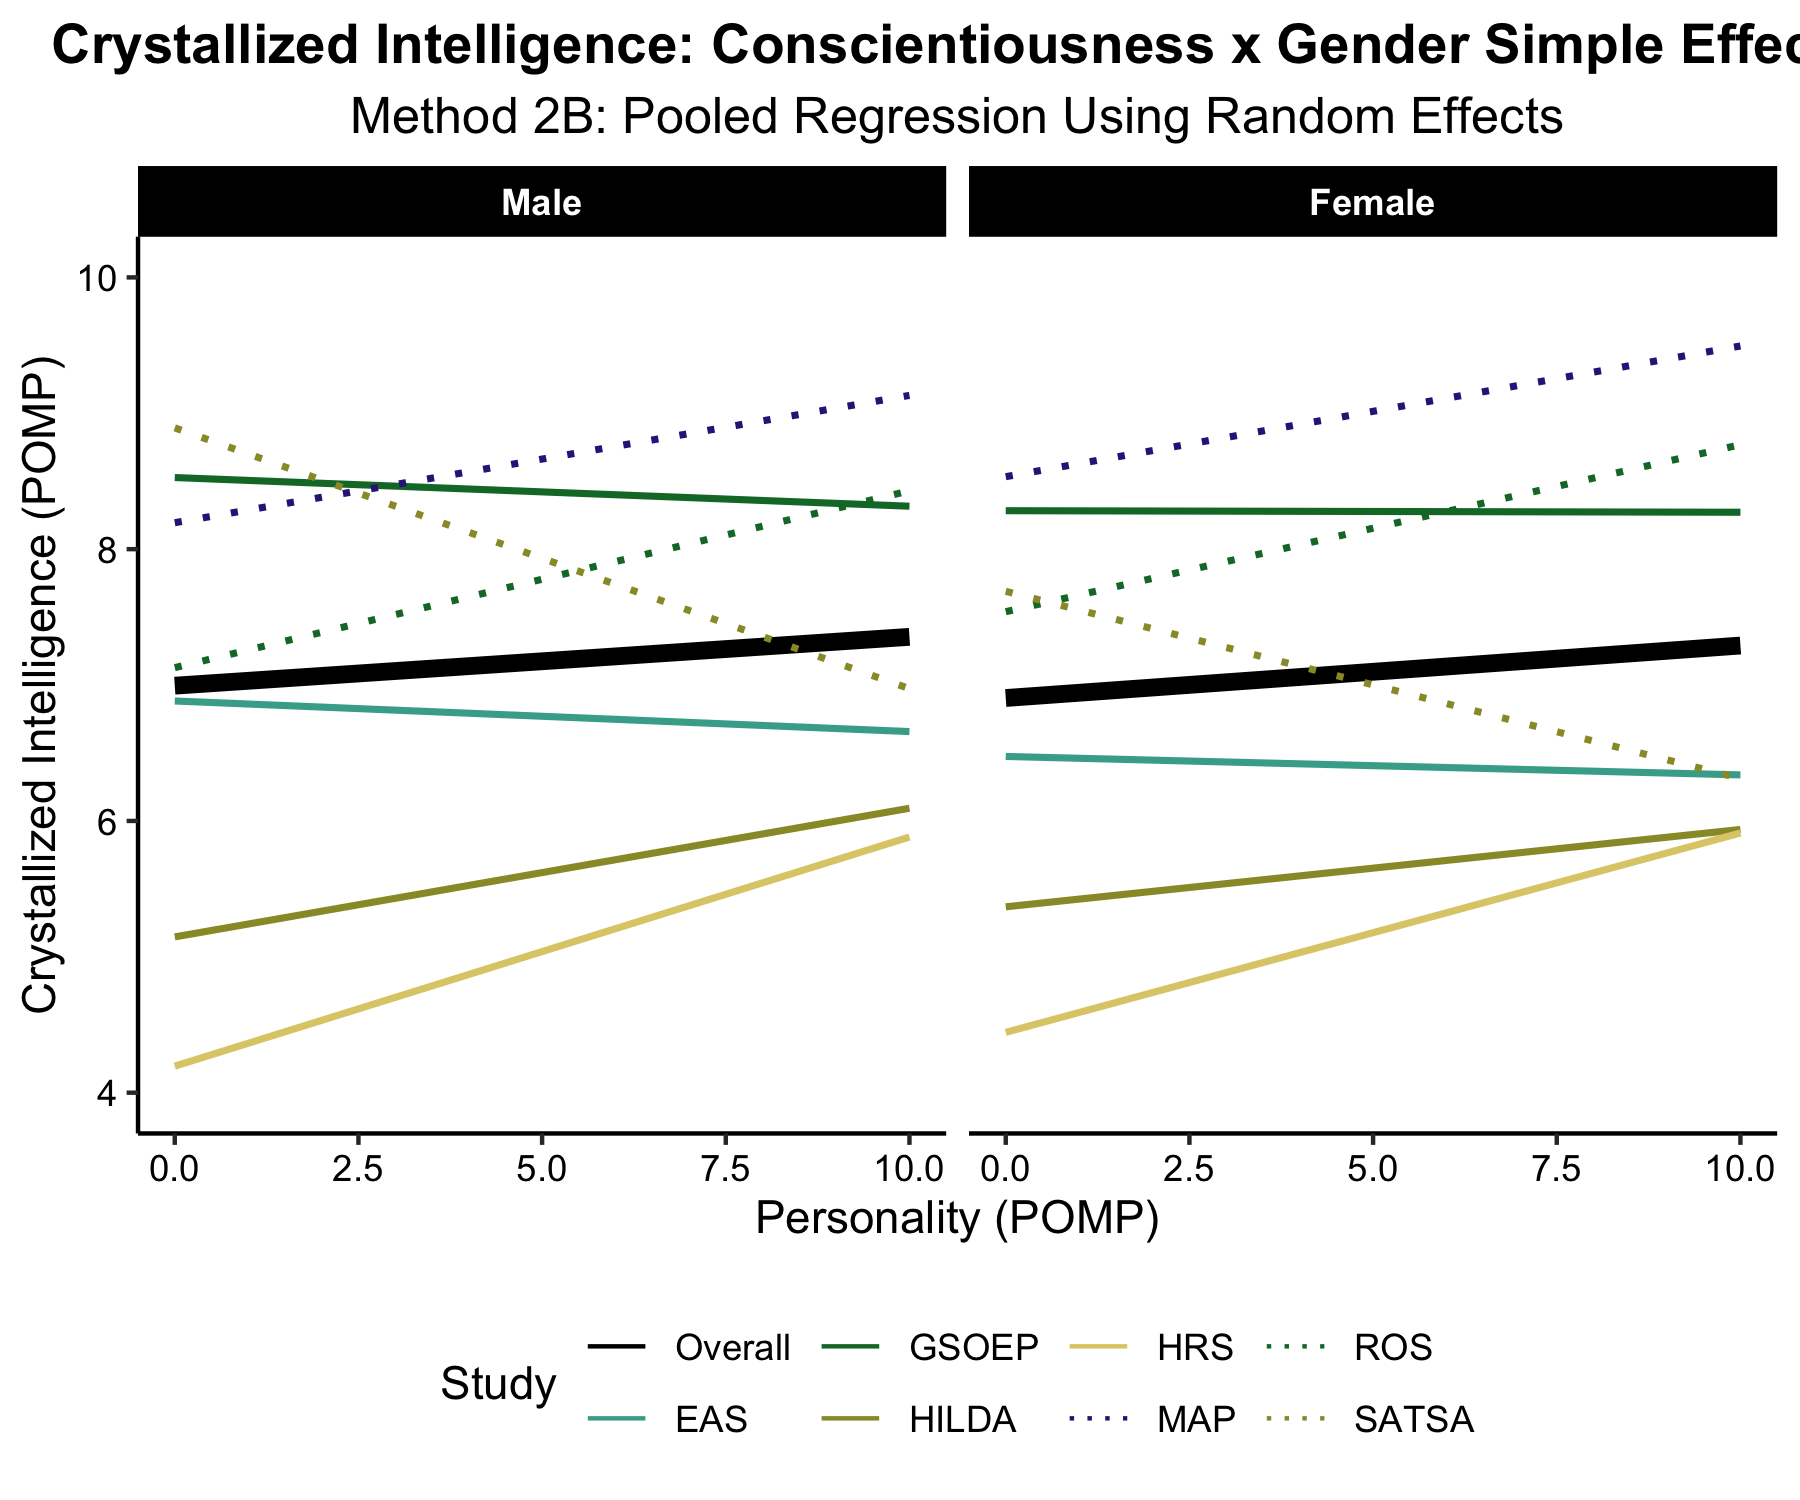 Crystallized Intelligence: Conscientiousness x Gender Simple Effec
Method 2B: Pooled Regression Using Random Effects
Male
Female
Crystallized Intelligence (POMP)
10
8
6
4
0.0 2.5 5.0 7.5 10.0
0.0 2.5 5.0 7.5 10.0
Personality (POMP)
Study
Overall GSOEP HRS ROS
EAS HILDA MAP SATSA